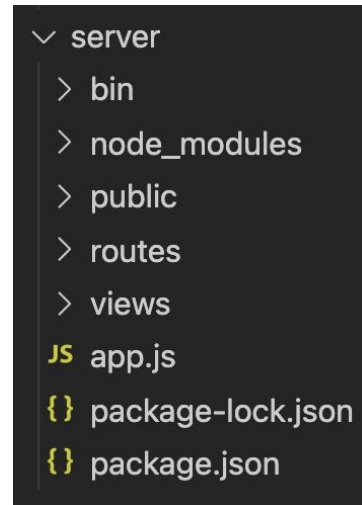 server
bin
node_modules
public
routes
views
JS app.js
{} package-lock.json
{} package.json